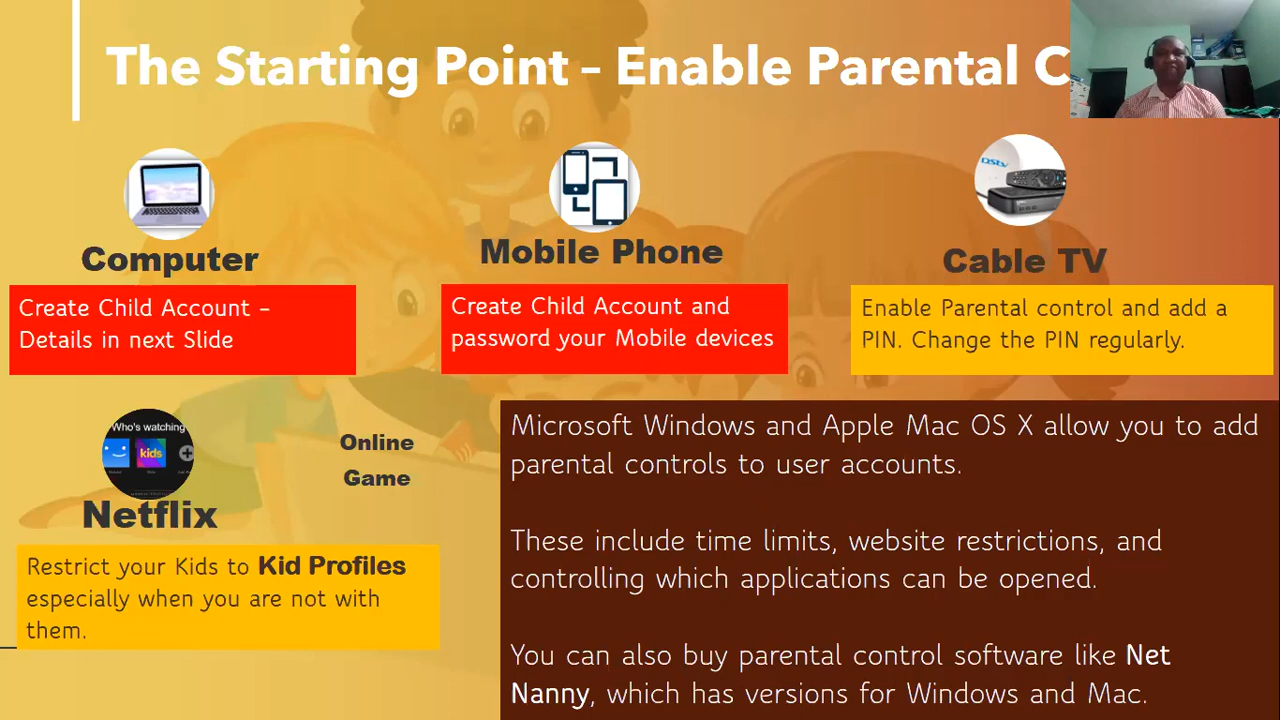 The Starting Point – Enable Parental C
Computer
Create Child Account –
Details in next Slide
Mobile Phone
Create Child Account and
password your Mobile devices
DStv
Cable TV
Enable Parental control and add a
PIN. Change the PIN regularly.
Who's watching
kids
Netflix
Restrict your Kids to Kid Profiles
especially when you are not with
them.
Online
Game
Microsoft Windows and Apple Mac OS X allow you to add
parental controls to user accounts.
These include time limits, website restrictions, and
controlling which applications can be opened.
You can also buy parental control software like Net
Nanny, which has versions for Windows and Mac.